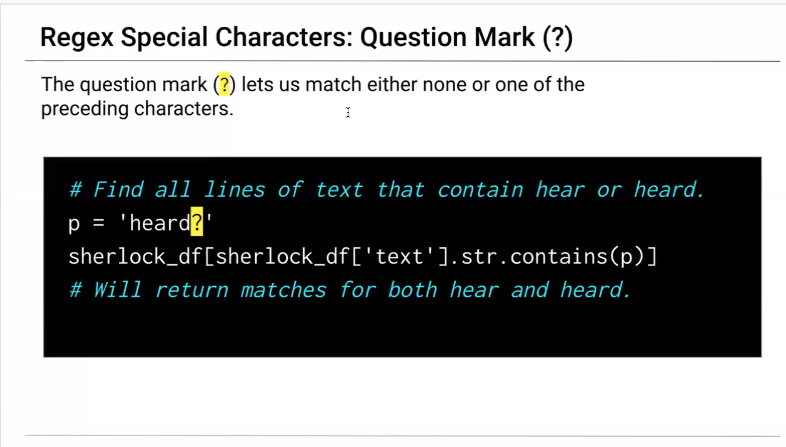 Regex Special Characters: Question Mark (?)
The question mark (?) lets us match either none or one of the
preceding characters.
# Find all lines of text that contain hear or heard.
p = 'heard?'
sherlock_df[sherlock_df['text'].str.contains(p)]
# Will return matches for both hear and heard.